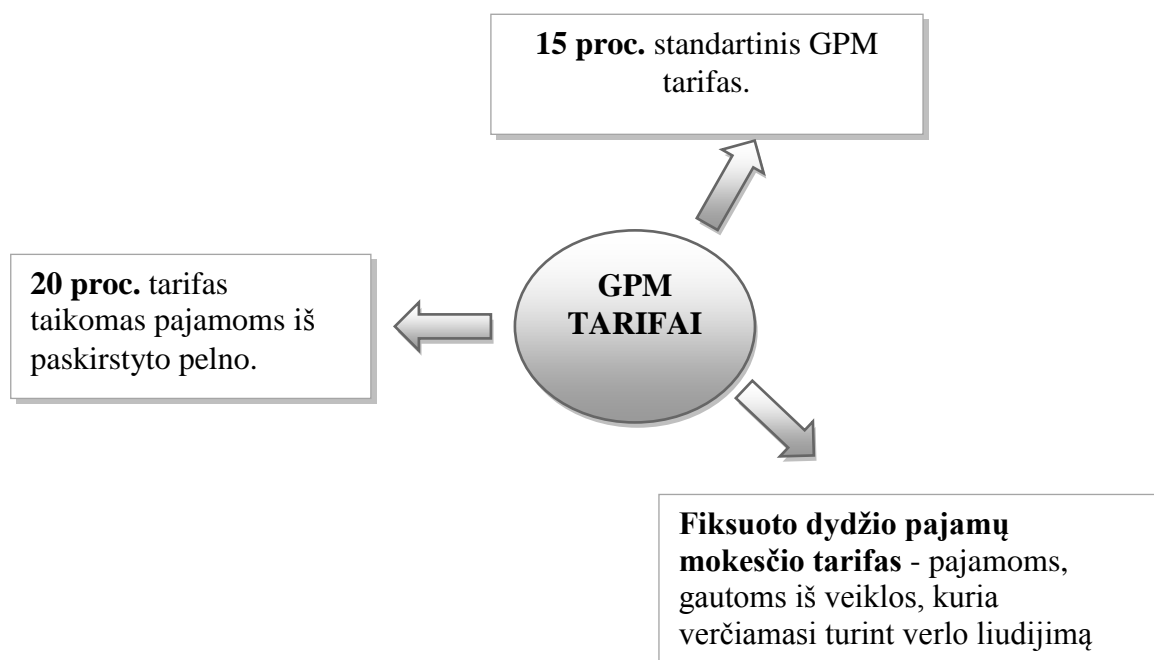 15 proc. standartinis GPM
tarifas.
20 proc. tarifas
taikomas pajamoms iš
paskirstyto pelno.
GPM
TARIFAI
Fiksuoto dydžio pajamų
mokesčio tarifas - pajamoms,
gautoms iš veiklos, kuria
verčiamasi turint verlo liudijimą